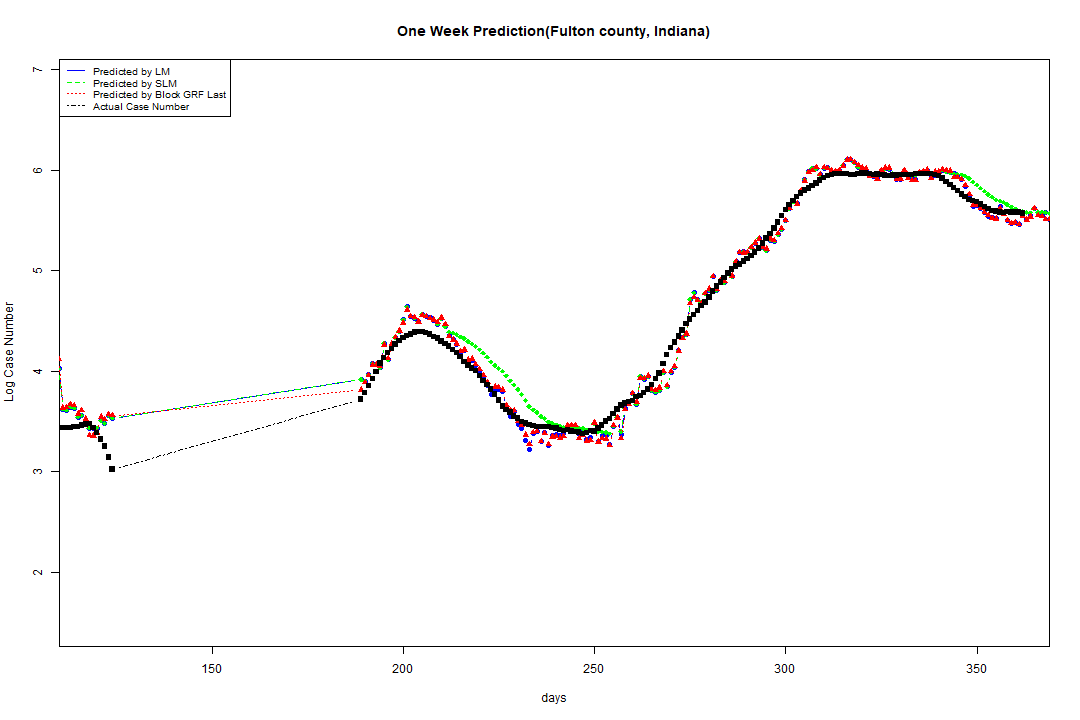 One Week Prediction(Fulton county, Indiana)
Predicted by LM
Predicted by SLM
Predicted by Block GRF Last
Actual Case Number
7
6
5
4
3
2
Log Case Number
150 200 250 300 350
days